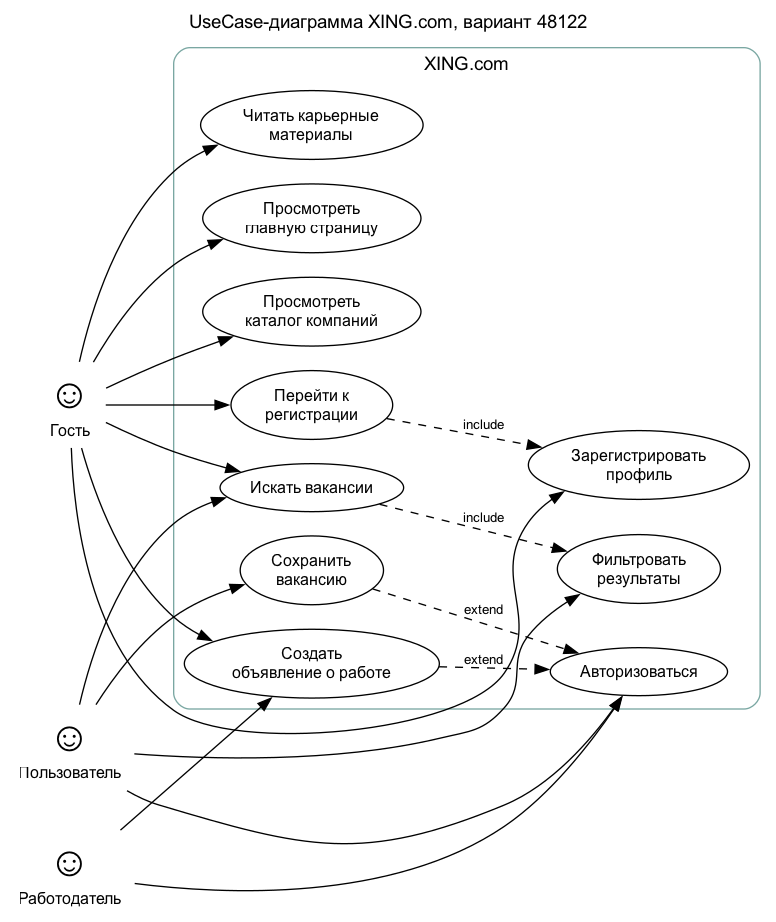 UseCase-диаграмма XING.com, вариант 48122
XING.com
Читать карьерные
материалы
Просмотреть
главную страницу
Просмотреть
каталог компаний
Перейти к
регистрации
include
Зарегистрировать
профиль
Гость
Искать вакансии
include
Фильтровать
результаты
Сохранить
вакансию
extend
Создать
объявление о работе
extend
Авторизоваться
Пользователь
Работодатель